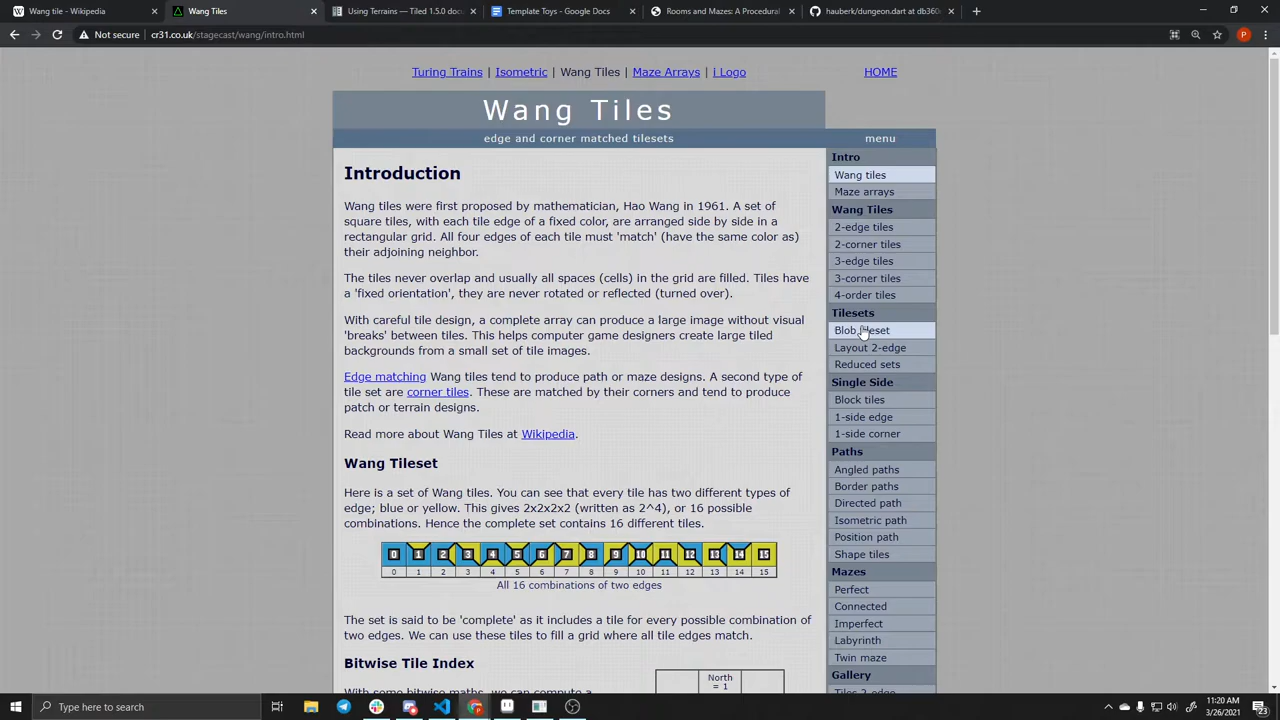 Wang tile - Wikipedia
Wang Tiles
Using Terrains — Tiled 1.5.0 docu
Template Toys - Google Docs
Rooms and Mazes: A Procedural
hauberk/dungeon.dart at db360
Not secure | cr31.co.uk/stagecast/wang/intro.html
P
Turing Trains | Isometric | Wang Tiles | Maze Arrays | i Logo
HOME
Wang Tiles
edge and corner matched tilesets
menu
Introduction
Wang tiles were first proposed by mathematician, Hao Wang in 1961. A set of
square tiles, with each tile edge of a fixed color, are arranged side by side in a
rectangular grid. All four edges of each tile must 'match' (have the same color as)
their adjoining neighbor.
The tiles never overlap and usually all spaces (cells) in the grid are filled. Tiles have
a 'fixed orientation', they are never rotated or reflected (turned over).
With careful tile design, a complete array can produce a large image without visual
'breaks' between tiles. This helps computer game designers create large tiled
backgrounds from a small set of tile images.
Edge matching Wang tiles tend to produce path or maze designs. A second type of
tile set are corner tiles. These are matched by their corners and tend to produce
patch or terrain designs.
Read more about Wang Tiles at Wikipedia.
Wang Tileset
Here is a set of Wang tiles. You can see that every tile has two different types of
edge; blue or yellow. This gives 2x2x2x2 (written as 2^4), or 16 possible
combinations. Hence the complete set contains 16 different tiles.
0 1 2 3 4 5 6 7 8 9 10 11 12 13 14 15
0 1 2 3 4 5 6 7 8 9 10 11 12 13 14 15
All 16 combinations of two edges
The set is said to be 'complete' as it includes a tile for every possible combination of
two edges. We can use these tiles to fill a grid where all tile edges match.
Bitwise Tile Index
With some bitwise maths, we can compute a
North
= 1
Intro
Wang tiles
Maze arrays
Wang Tiles
2-edge tiles
2-corner tiles
3-edge tiles
3-corner tiles
4-order tiles
Tilesets
Blob tileset
Layout 2-edge
Reduced sets
Single Side
Block tiles
1-side edge
1-side corner
Paths
Angled paths
Border paths
Directed path
Isometric path
Position path
Shape tiles
Mazes
Perfect
Connected
Imperfect
Labyrinth
Twin maze
Gallery
Tiles 2-edge
Type here to search
11:20 AM
3/26/2021
23